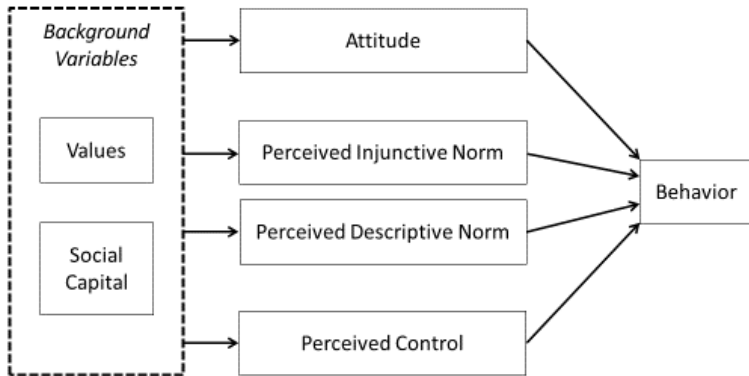 Background
Variables
Values
Social
Capital
Attitude
Perceived Injunctive Norm
Perceived Descriptive Norm
Perceived Control
Behavior